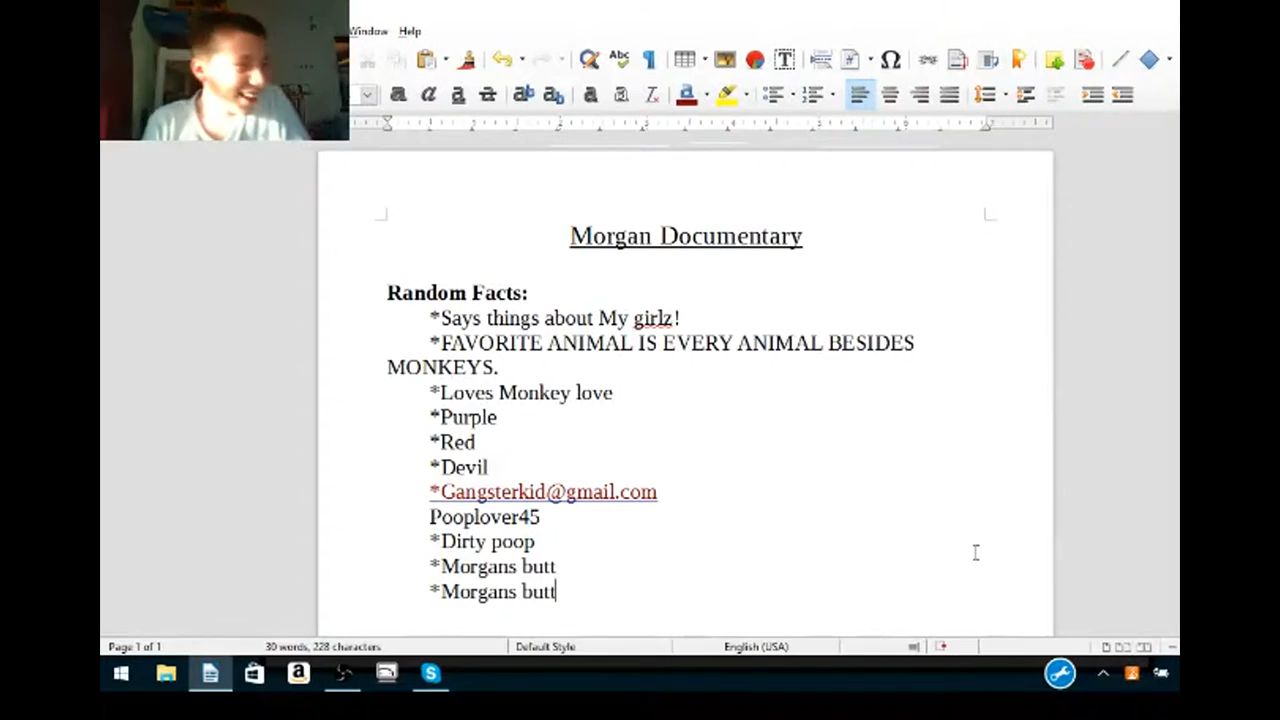 Window Help
Morgan Documentary
Random Facts:
*Says things about My girlz!
*FAVORITE ANIMAL IS EVERY ANIMAL BESIDES
MONKEYS.
*Loves Monkey love
*Purple
*Red
*Devil
*Gangsterkid@gmail.com
Pooplover45
*Dirty poop
*Morgans butt
*Morgans butt
Page 1 of 1 30 words, 228 characters Default Style English (USA)